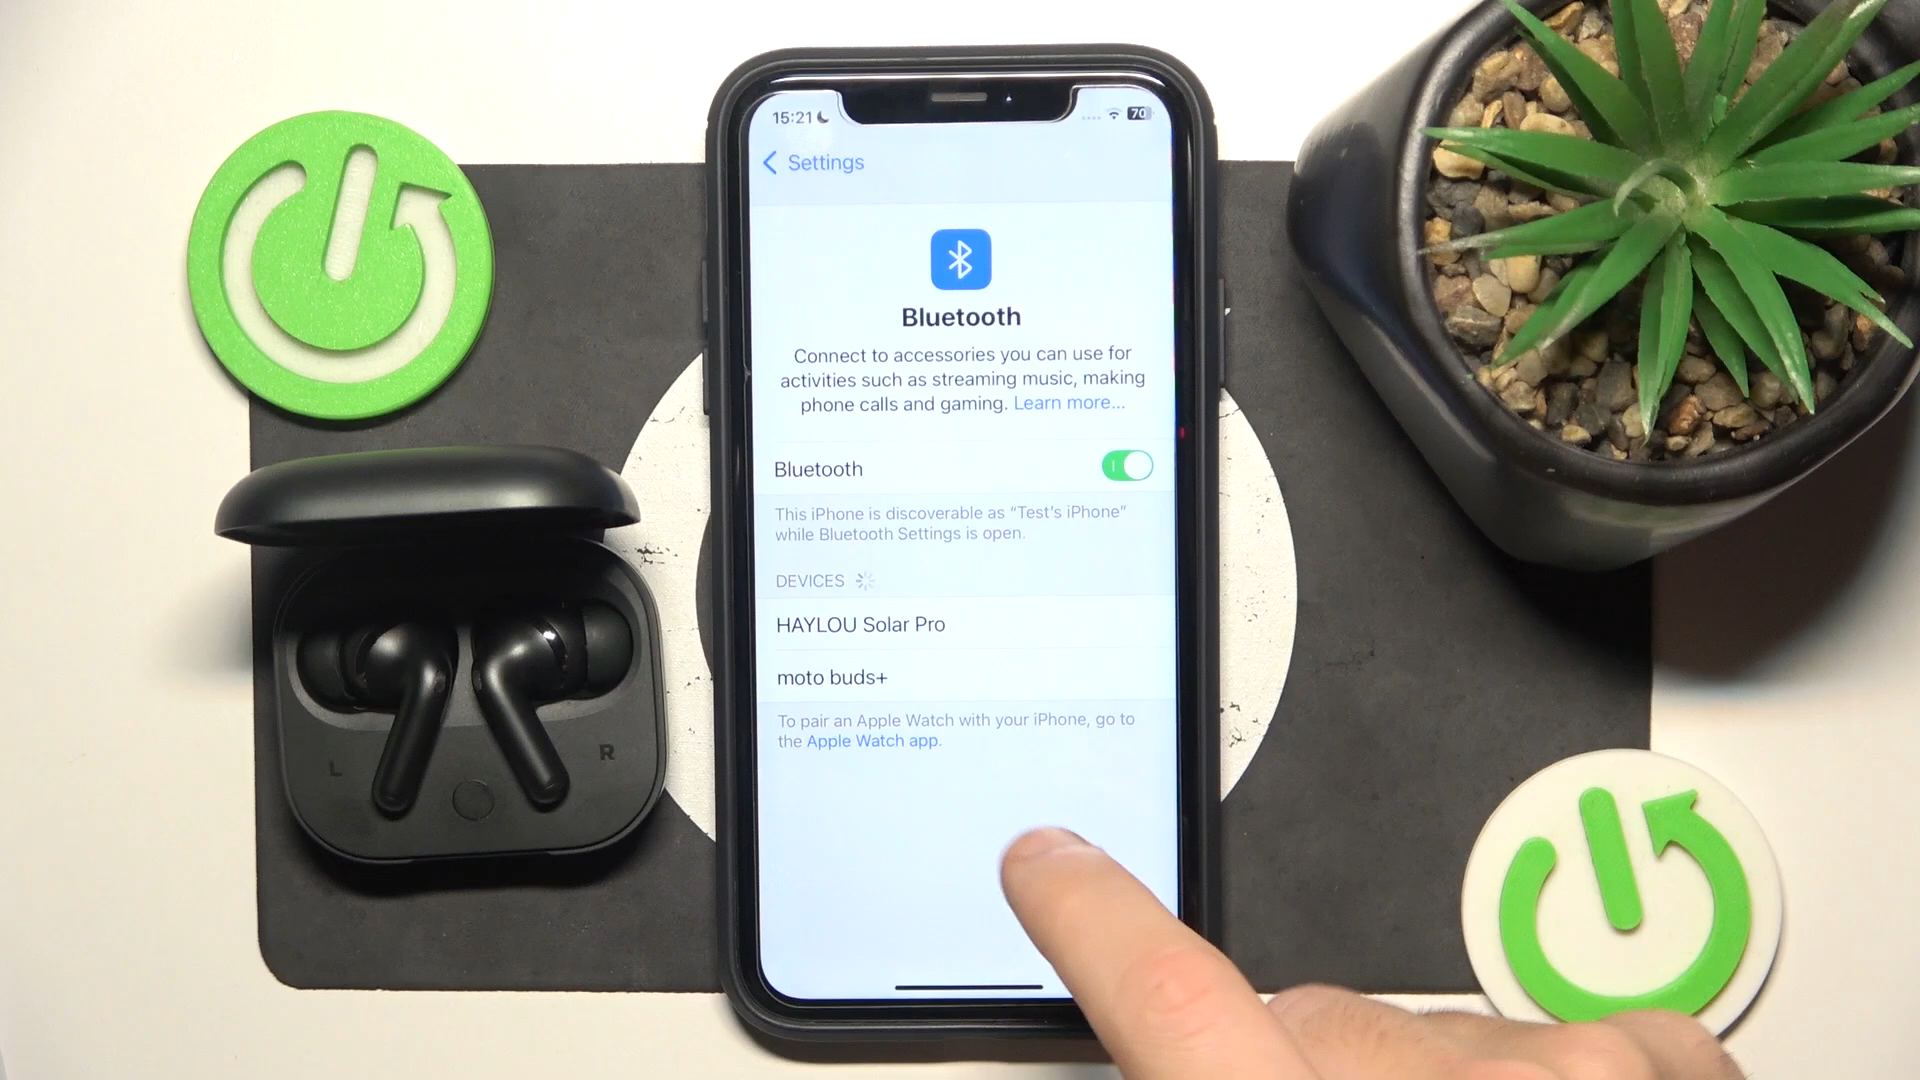 15:21
70
Settings
Bluetooth
Connect to accessories you can use for
activities such as streaming music, making
phone calls and gaming. Learn more...
Bluetooth
This iPhone is discoverable as “Test's iPhone”
while Bluetooth Settings is open.
DEVICES
HAYLOU Solar Pro
moto buds+
To pair an Apple Watch with your iPhone, go to
the Apple Watch app.
L
R